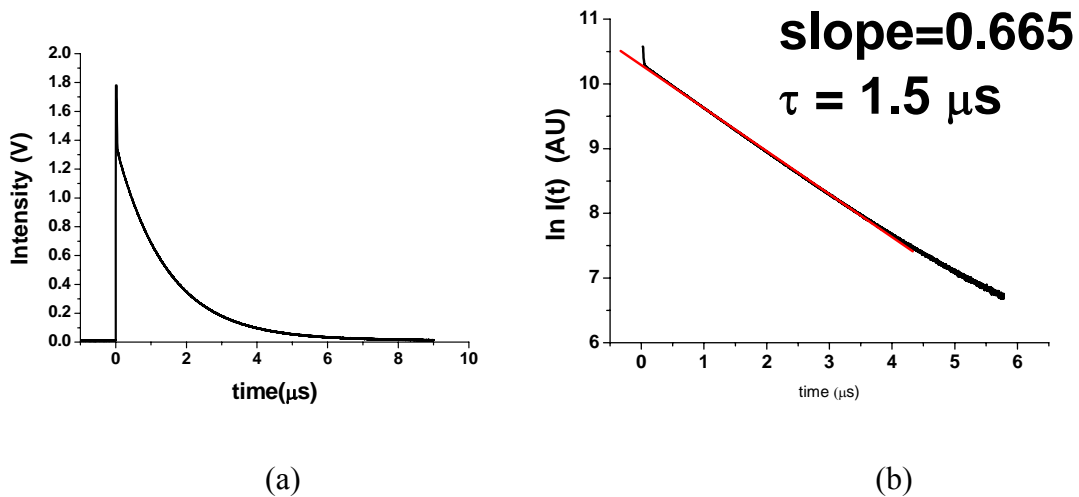 slope=0.665
τ = 1.5 μs
2.0
1.8
1.6
1.4
1.2
1.0
0.8
0.6
0.4
0.2
0.0
Intensity (V)
0 2 4 6 8 10
time(μs)
(a)
11
10
9
8
7
6
ln I(t) (AU)
0 1 2 3 4 5 6
time (μs)
(b)